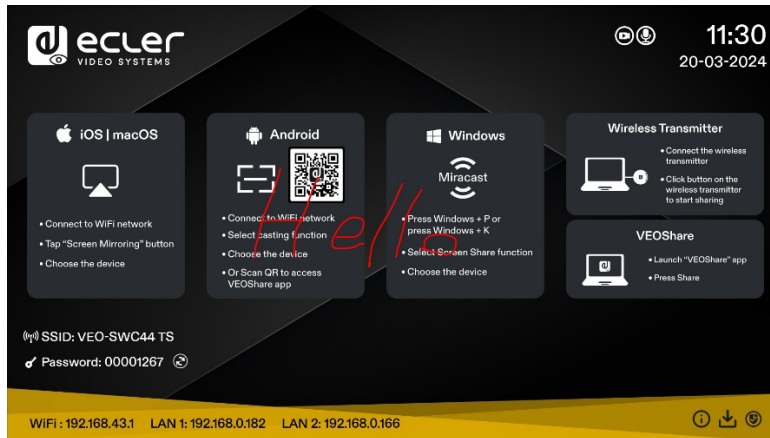 ecler
VIDEO SYSTEMS
11:30
20-03-2024
iOS | macOS
• Connect to WiFi network
• Tap “Screen Mirroring” button
• Choose the device
Android
• Connect to WiFi network
• Select casting function
• Choose the device
• Or Scan QR to access
VEOShare app
Windows
Miracast
• Press Windows + P or
press Windows + K
• Select Screen Share function
• Choose the device
Hello
Wireless Transmitter
• Connect the wireless
transmitter
• Click button on the
wireless transmitter
to start sharing
VEOShare
• Launch “VEOShare” app
• Press Share
SSID: VEO-SWC44 TS
Password: 00001267
WiFi : 192.168.43.1 LAN 1: 192.168.0.182 LAN 2: 192.168.0.166